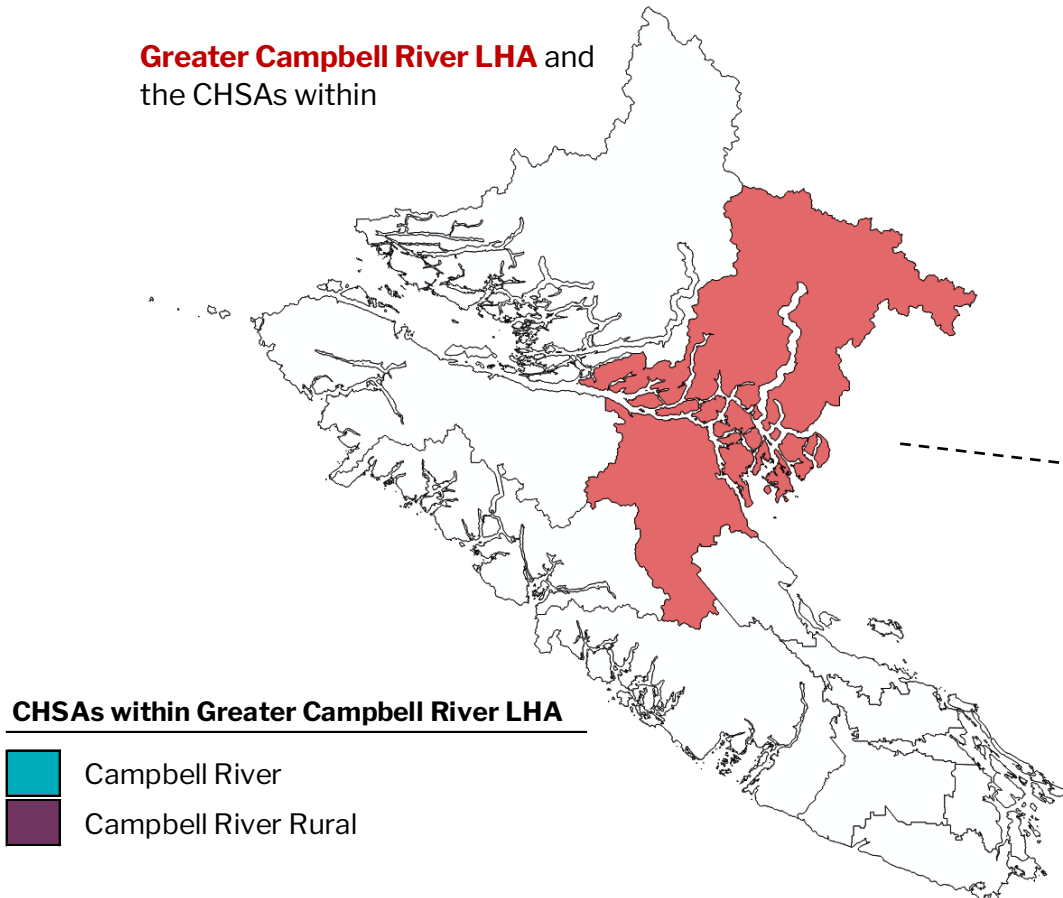 Greater Campbell River LHA and
the CHSAs within
CHSAs within Greater Campbell River LHA
Campbell River
Campbell River Rural